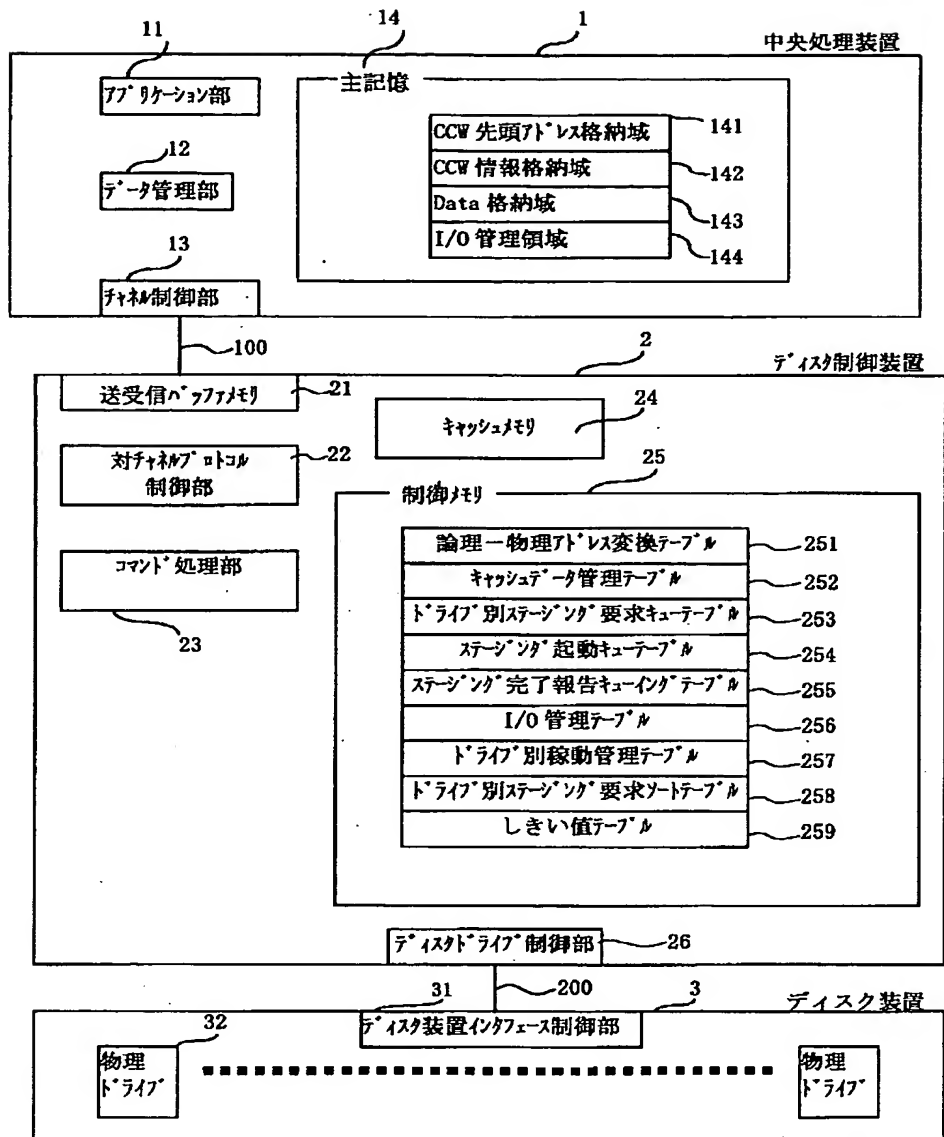 14
1
中央処理装置
11
アプリケーション部
主記憶
141
CCW 先頭アドレス格納域
12
CCW 情報格納域
142
データ管理部
Data 格納域
143
I/O 管理領域
144
13
チャネル制御部
100
2
ディスク制御装置
送受信バッファメモリ
21
24
キャッシュメモリ
対チャネルプロトコル
制御部
22
25
制御メモリ
論理－物理アドレス変換テーブル
251
コマンド処理部
キャッシュデータ管理テーブル
252
23
ドライブ別ステージング要求キューテーブル
253
ステージング起動キューテーブル
254
ステージング完了報告キューイングテーブル
255
I/O 管理テーブル
256
ドライブ別稼動管理テーブル
257
ドライブ別ステージング要求ソートテーブル
258
しきい値テーブル
259
ディスクドライブ制御部
26
200
31
3
ディスク装置
ディスク装置インタフェース制御部
32
物理
ドライブ
物理
ドライブ